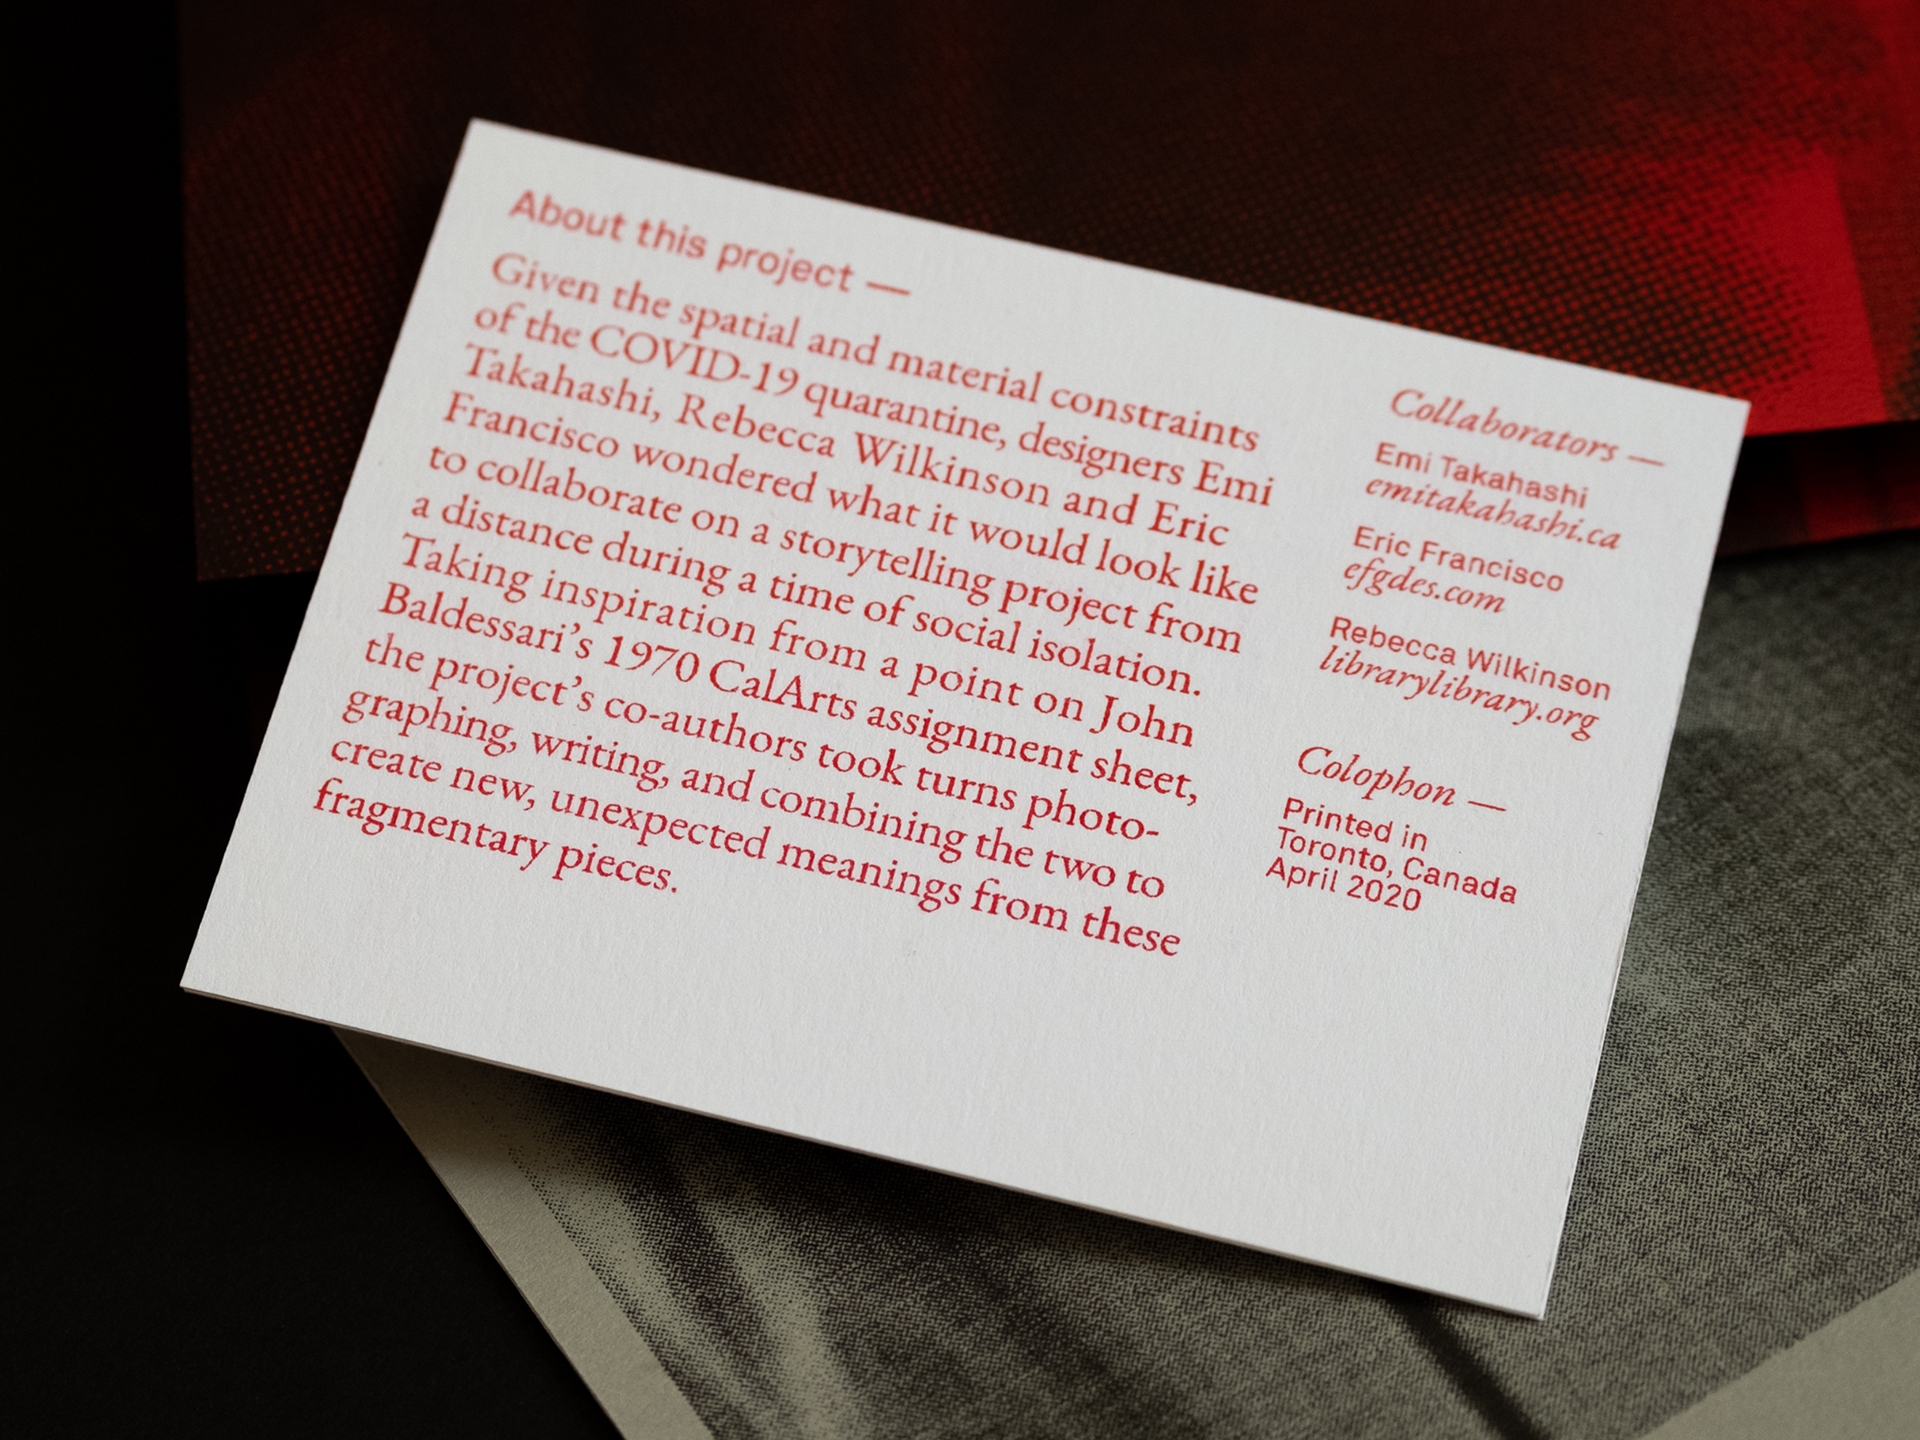 About this project —
Given the spatial and material constraints
of the COVID-19 quarantine, designers Emi
Takahashi, Rebecca Wilkinson and Eric
Francisco wondered what it would look like
to collaborate on a storytelling project from
a distance during a time of social isolation.
Taking inspiration from a point on John
Baldessari’s 1970 CalArts assignment sheet,
the project’s co-authors took turns photo-
graphing, writing, and combining the two to
create new, unexpected meanings from these
fragmentary pieces.
Collaborators —
Emi Takahashi
emitakahashi.ca
Eric Francisco
efgdes.com
Rebecca Wilkinson
librarylibrary.org
Colophon —
Printed in
Toronto, Canada
April 2020